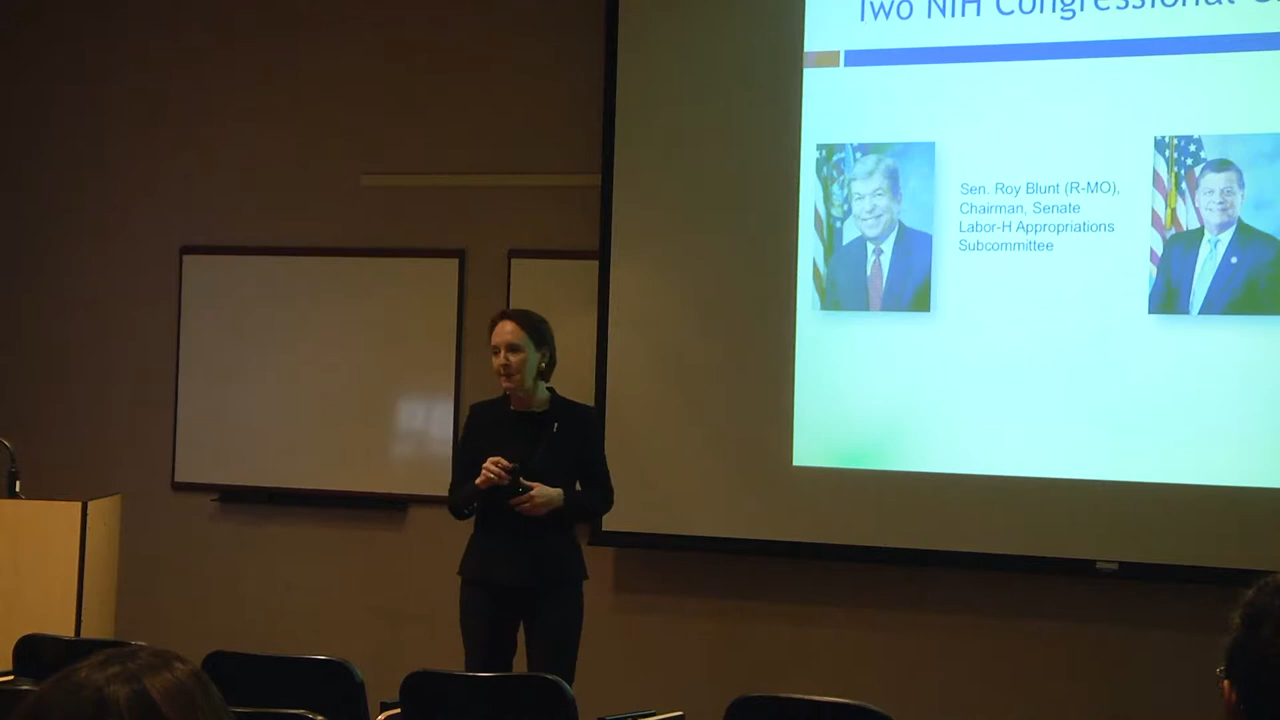 Two NIH Congressional
Sen. Roy Blunt (R-MO),
Chairman, Senate
Labor-H Appropriations
Subcommittee